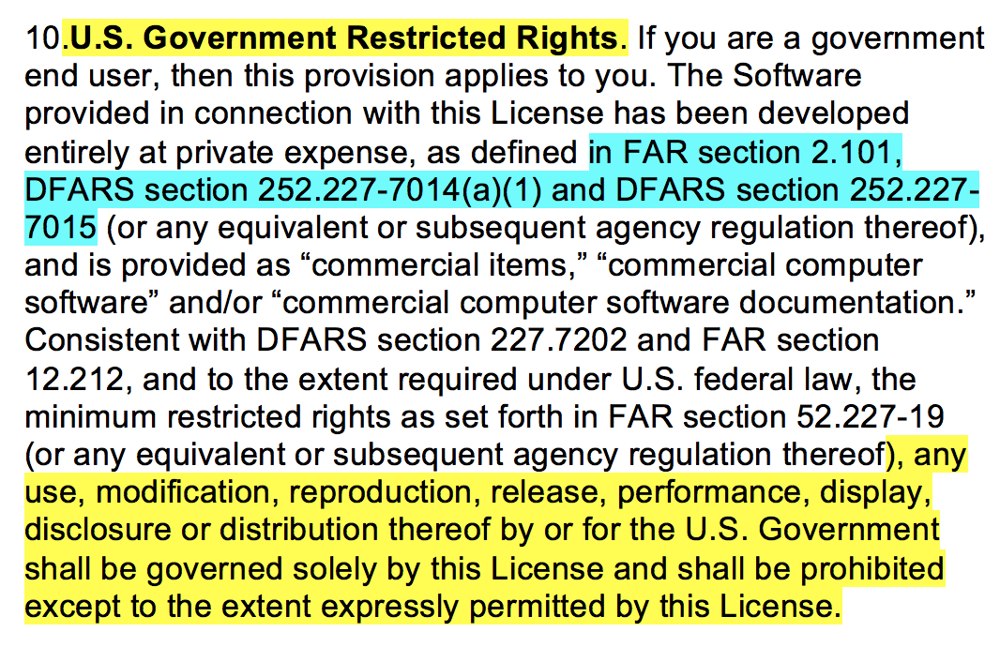 10.U.S. Government Restricted Rights. If you are a government
end user, then this provision applies to you. The Software
provided in connection with this License has been developed
entirely at private expense, as defined in FAR section 2.101,
DFARS section 252.227-7014(a)(1) and DFARS section 252.227-
7015 (or any equivalent or subsequent agency regulation thereof),
and is provided as “commercial items,” “commercial computer
software” and/or “commercial computer software documentation.”
Consistent with DFARS section 227.7202 and FAR section
12.212, and to the extent required under U.S. federal law, the
minimum restricted rights as set forth in FAR section 52.227-19
(or any equivalent or subsequent agency regulation thereof), any
use, modification, reproduction, release, performance, display,
disclosure or distribution thereof by or for the U.S. Government
shall be governed solely by this License and shall be prohibited
except to the extent expressly permitted by this License.